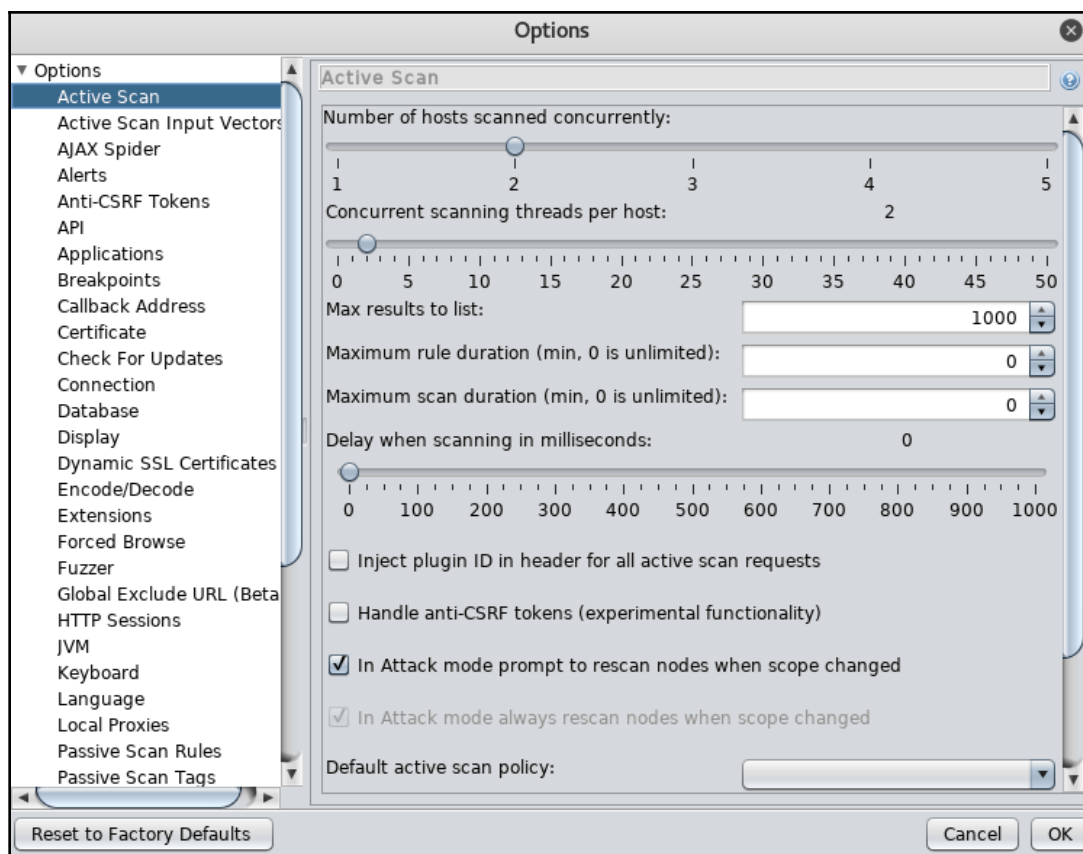 Options
Options
Active Scan
Active Scan Input Vectors
AJAX Spider
Alerts
Anti-CSRF Tokens
API
Applications
Breakpoints
Callback Address
Certificate
Check For Updates
Connection
Database
Display
Dynamic SSL Certificates
Encode/Decode
Extensions
Forced Browse
Fuzzer
Global Exclude URL (Beta
HTTP Sessions
JVM
Keyboard
Language
Local Proxies
Passive Scan Rules
Passive Scan Tags
Active Scan
Number of hosts scanned concurrently:
1 2 3 4 5
Concurrent scanning threads per host: 2
0 5 10 15 20 25 30 35 40 45 50
Max results to list: 1000
Maximum rule duration (min, 0 is unlimited): 0
Maximum scan duration (min, 0 is unlimited): 0
Delay when scanning in milliseconds: 0
0 100 200 300 400 500 600 700 800 900 1000
Inject plugin ID in header for all active scan requests
Handle anti-CSRF tokens (experimental functionality)
In Attack mode prompt to rescan nodes when scope changed
In Attack mode always rescan nodes when scope changed
Default active scan policy:
Reset to Factory Defaults
Cancel
OK